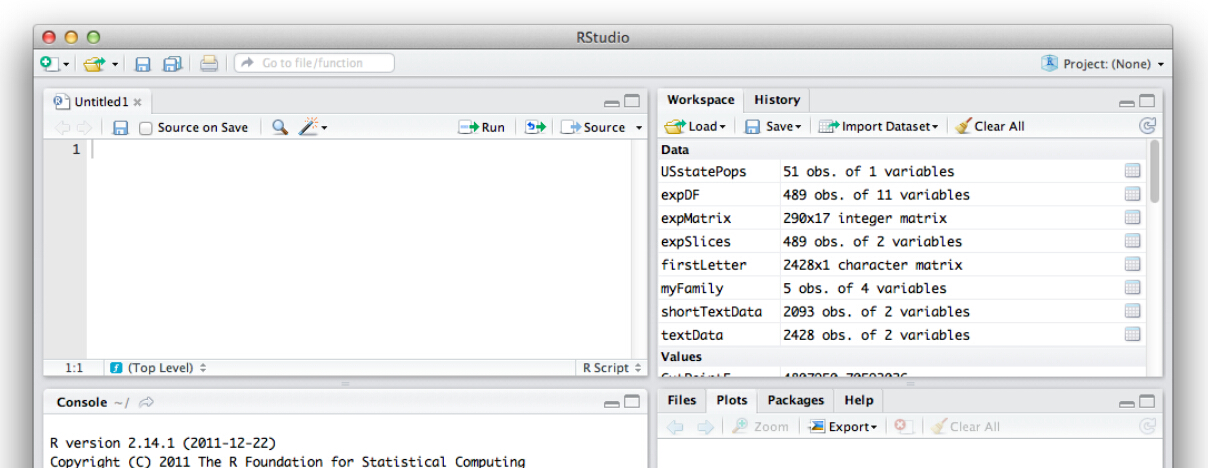 RStudio
Go to file/function
Project: (None)
Untitled1
Source on Save
Run
Source
1
1:1 (Top Level)
R Script
Workspace History
Load Save Import Dataset Clear All
Data
USstatePops 51 obs. of 1 variables
expDF 489 obs. of 11 variables
expMatrix 290x17 integer matrix
expSlices 489 obs. of 2 variables
firstLetter 2428x1 character matrix
myFamily 5 obs. of 4 variables
shortTextData 2093 obs. of 2 variables
textData 2428 obs. of 2 variables
Values
Console ~/
R version 2.14.1 (2011-12-22)
Copyright (C) 2011 The R Foundation for Statistical Computing
Files Plots Packages Help
Zoom Export Clear All